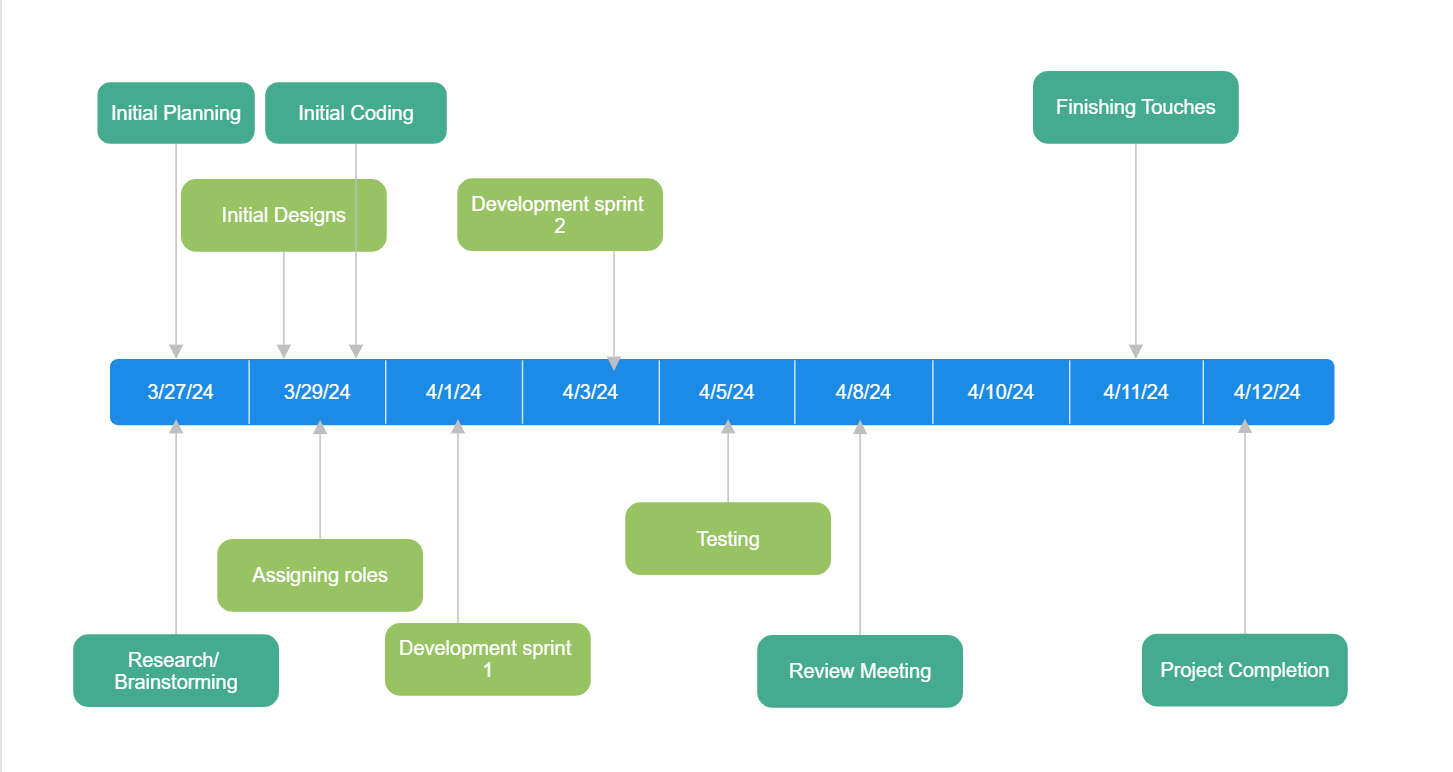 Initial Planning
Initial Coding
Finishing Touches
Initial Designs
Development sprint
2
3/27/24
3/29/24
4/1/24
4/3/24
4/5/24
4/8/24
4/10/24
4/11/24
4/12/24
Testing
Assigning roles
Development sprint
1
Research/
Brainstorming
Review Meeting
Project Completion